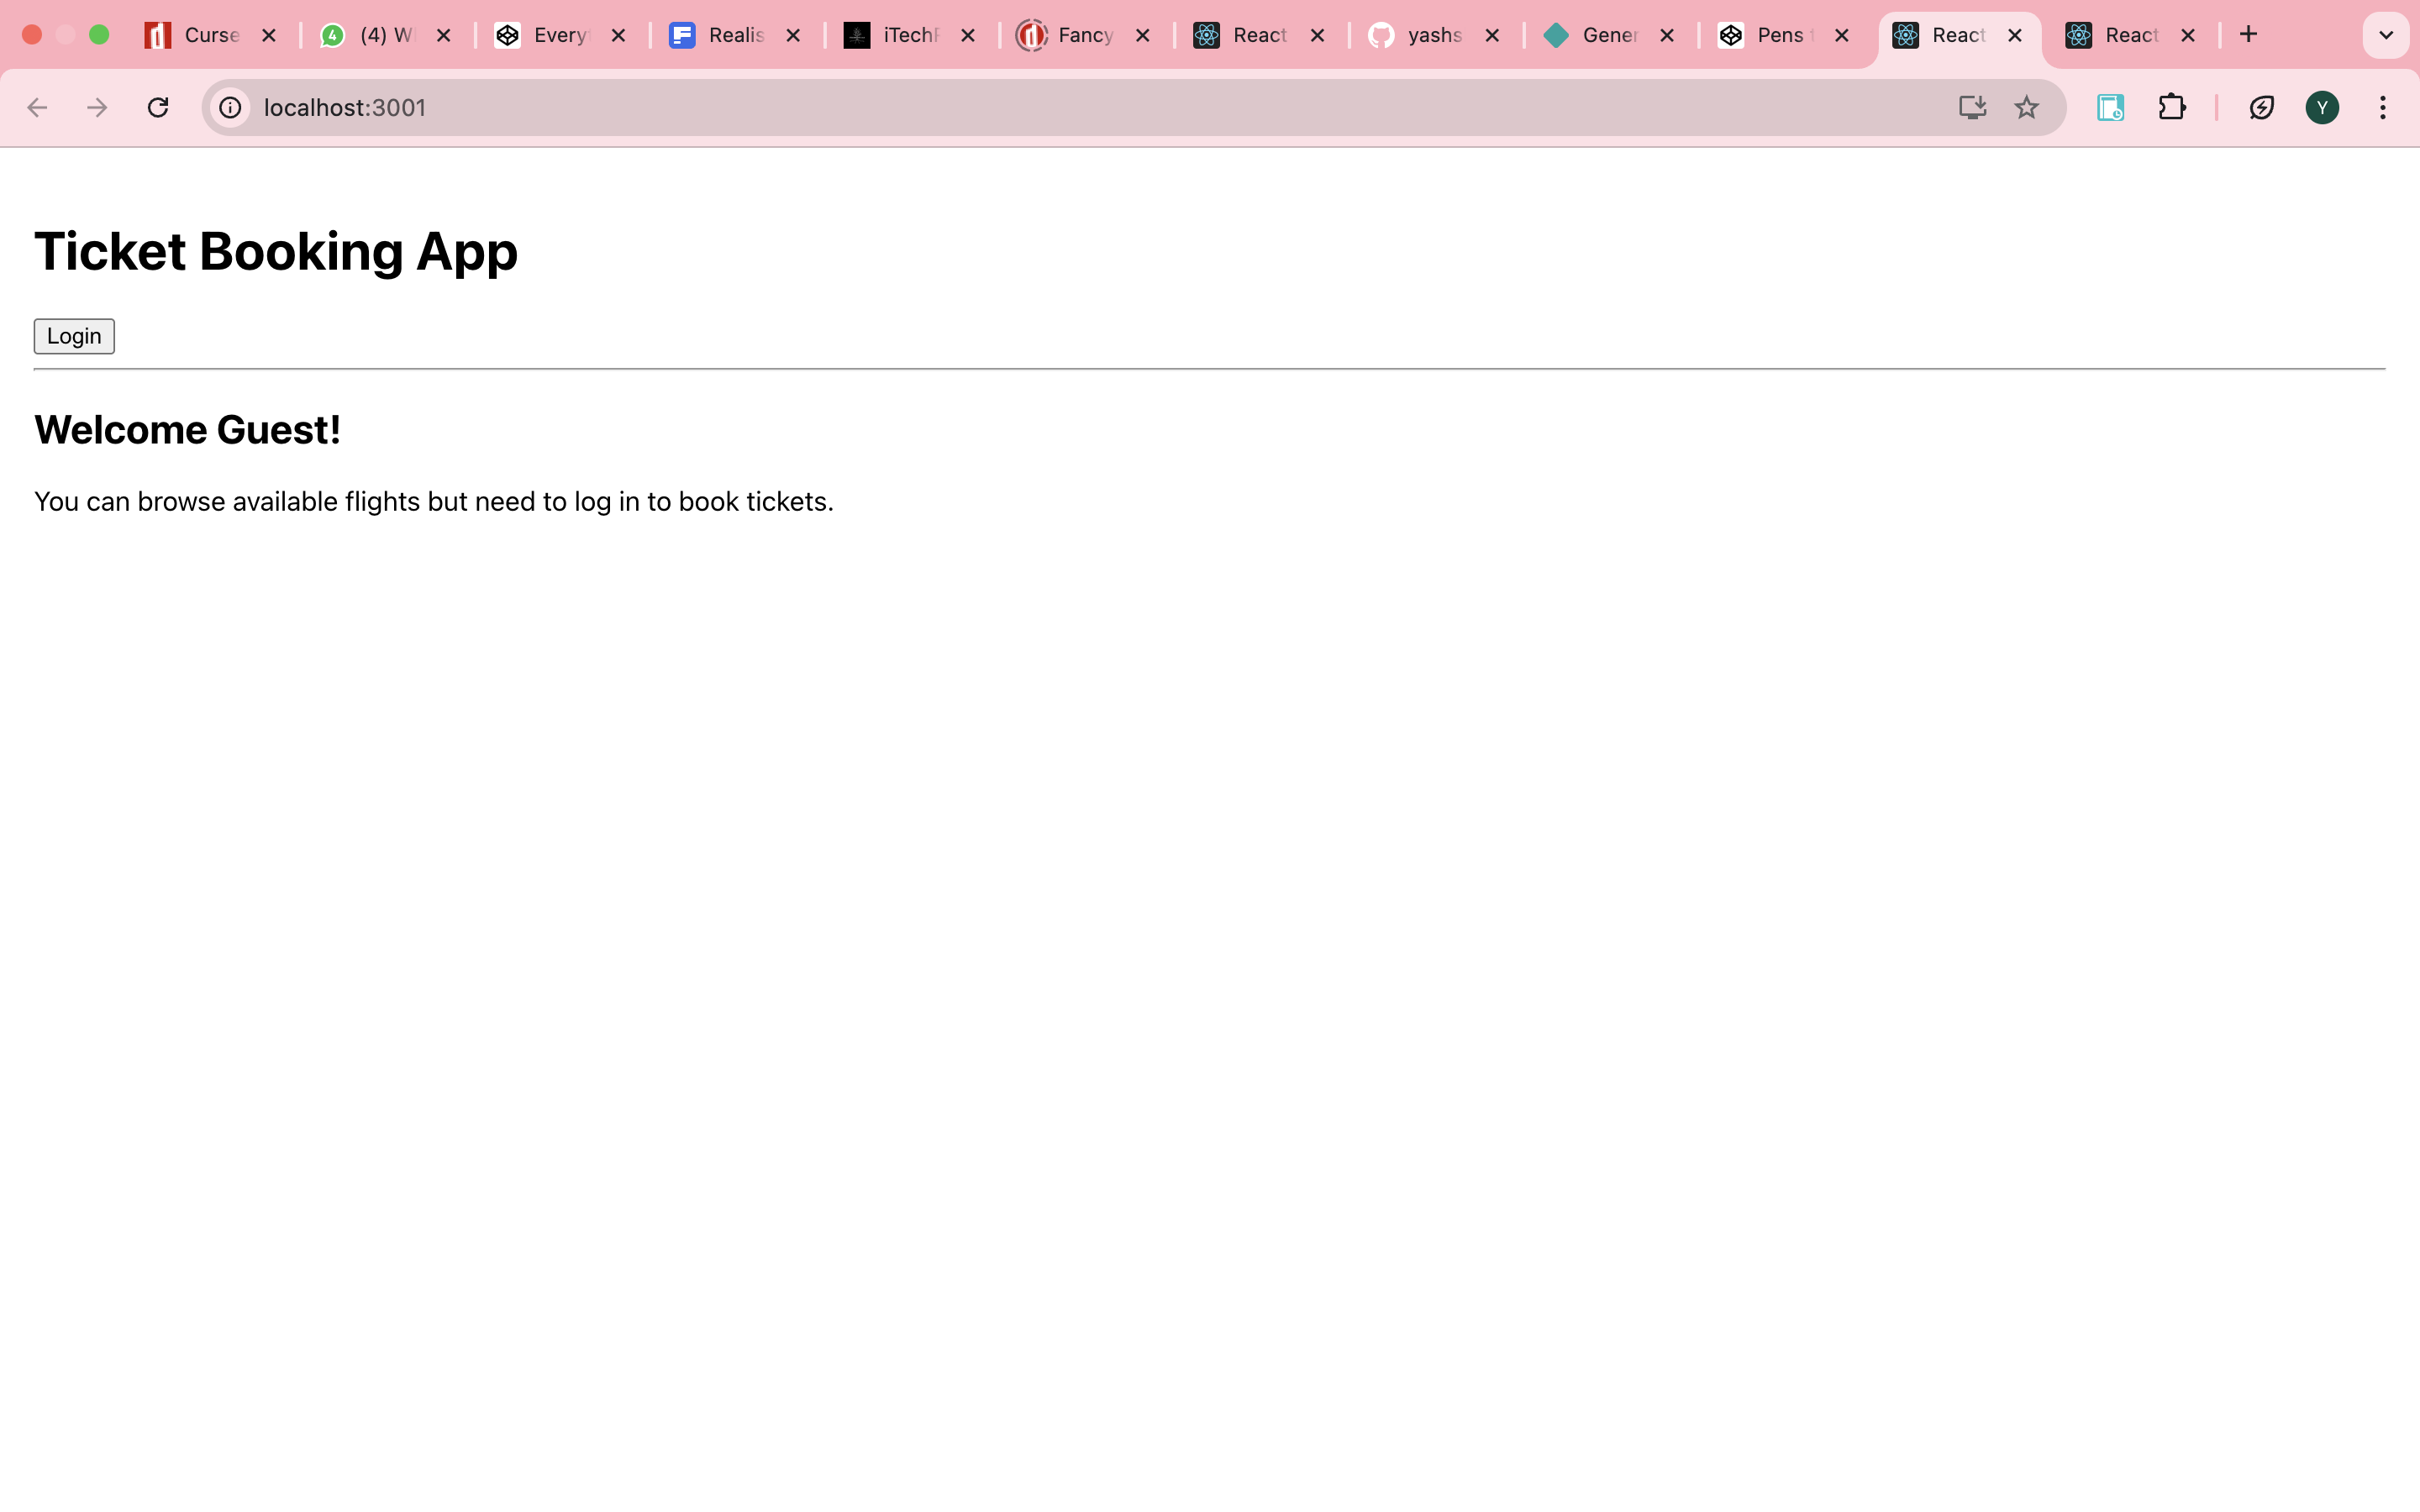 Curse (4) W Every Realis iTech Fancy React yashs Gener Pens React React
localhost:3001 Y
Ticket Booking App
Login
Welcome Guest!
You can browse available flights but need to log in to book tickets.